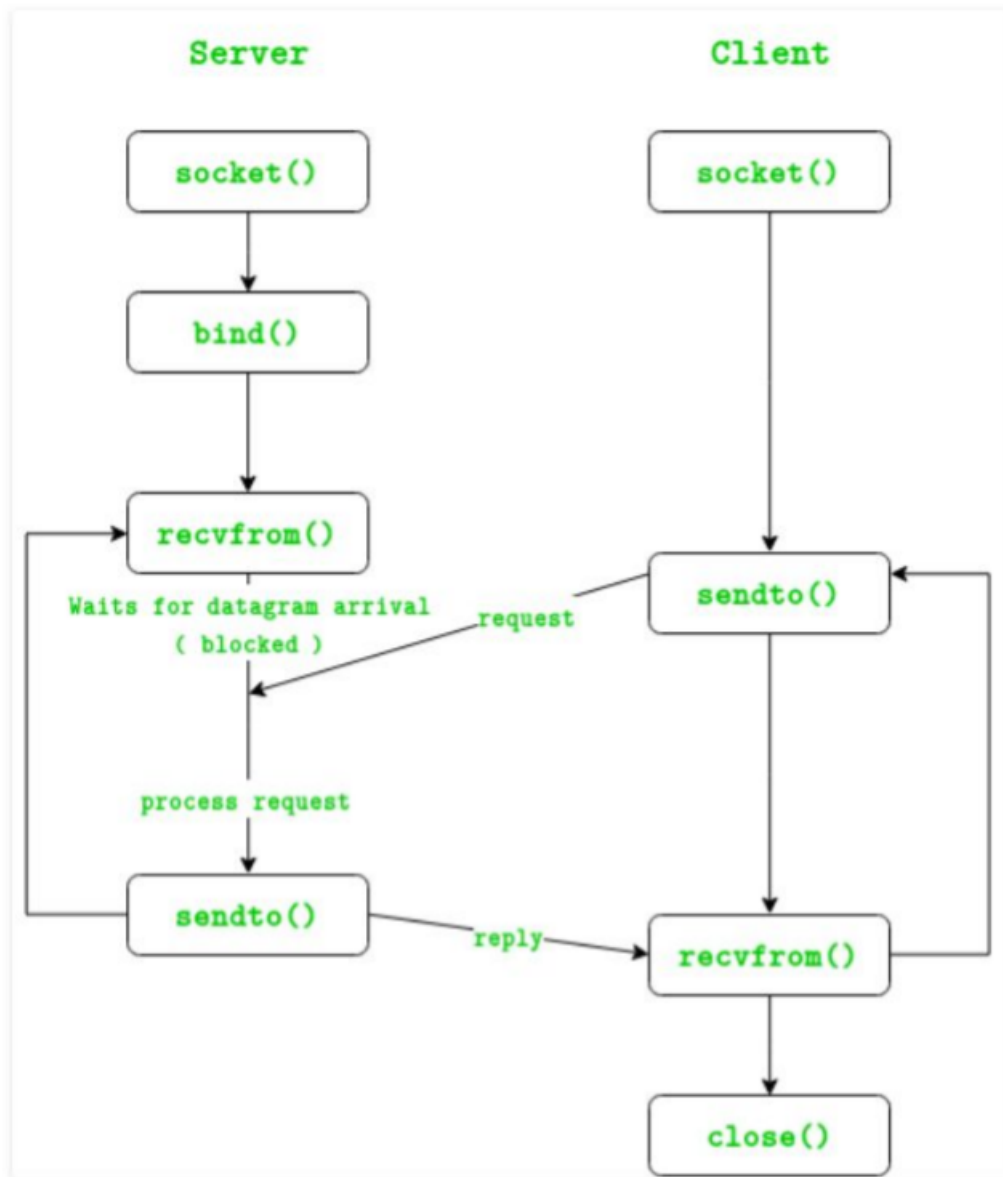 Server
Client
socket()
socket()
bind()
recvfrom()
Waits for datagram arrival
( blocked )
request
sendto()
process request
sendto()
reply
recvfrom()
close()